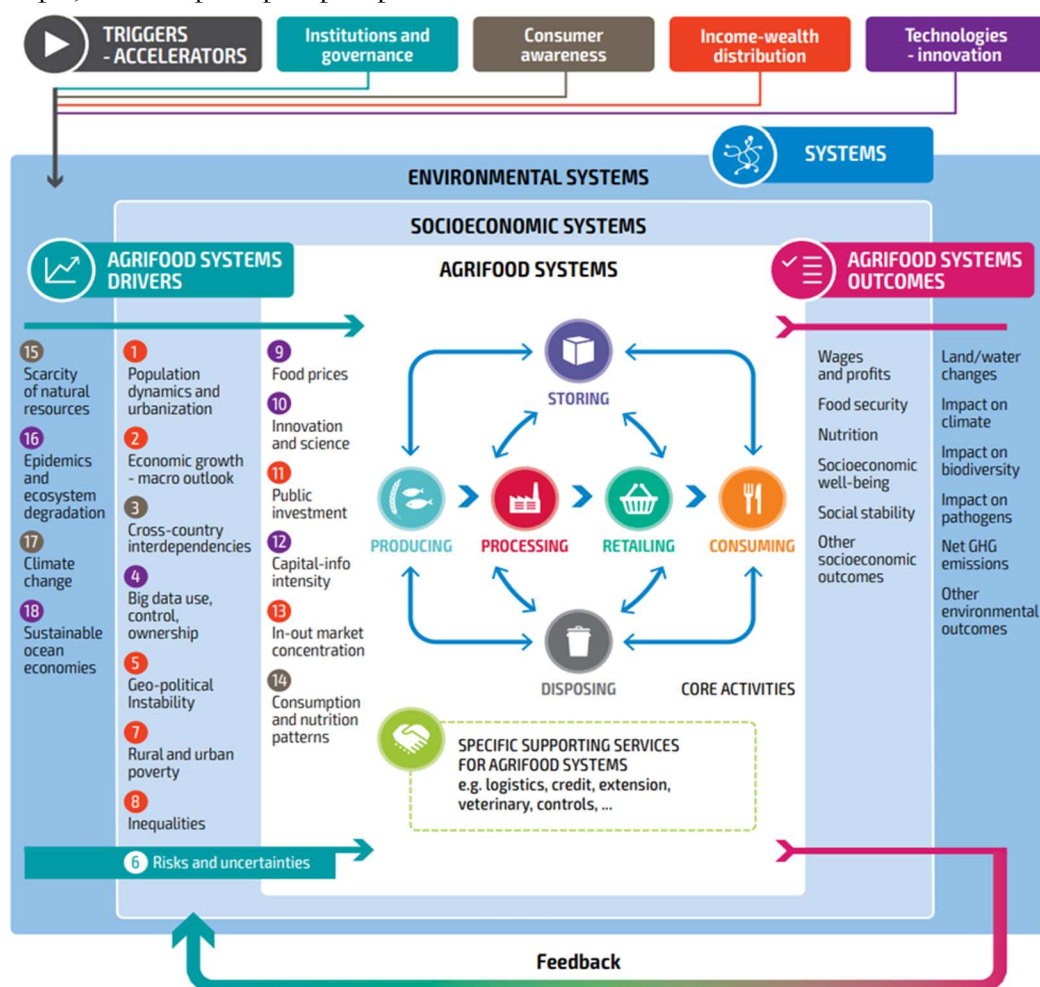 TRIGGERS
- ACCELERATORS
Institutions and
governance
Consumer
awareness
Income-wealth
distribution
Technologies
- innovation
SYSTEMS
ENVIRONMENTAL SYSTEMS
SOCIOECONOMIC SYSTEMS
AGRIFOOD SYSTEMS
AGRIFOOD SYSTEMS
DRIVERS
15
Scarcity
of natural
resources
16
Epidemics
and
ecosystem
degradation
17
Climate
change
18
Sustainable
ocean
economies
1
Population
dynamics and
urbanization
2
Economic growth
- macro outlook
3
Cross-country
interdependencies
4
Big data use,
control,
ownership
5
Geo-political
Instability
7
Rural and urban
poverty
8
Inequalities
6 Risks and uncertainties
9
Food prices
10
Innovation
and science
11
Public
investment
12
Capital-info
intensity
13
In-out market
concentration
14
Consumption
and nutrition
patterns
STORING
PRODUCING
PROCESSING
RETAILING
CONSUMING
DISPOSING
CORE ACTIVITIES
SPECIFIC SUPPORTING SERVICES
FOR AGRIFOOD SYSTEMS
e.g. logistics, credit, extension,
veterinary, controls, ...
AGRIFOOD SYSTEMS
OUTCOMES
Wages
and profits
Food security
Nutrition
Socioeconomic
well-being
Social stability
Other
socioeconomic
outcomes
Land/water
changes
Impact on
climate
Impact on
biodiversity
Impact on
pathogens
Net GHG
emissions
Other
environmental
outcomes
Feedback